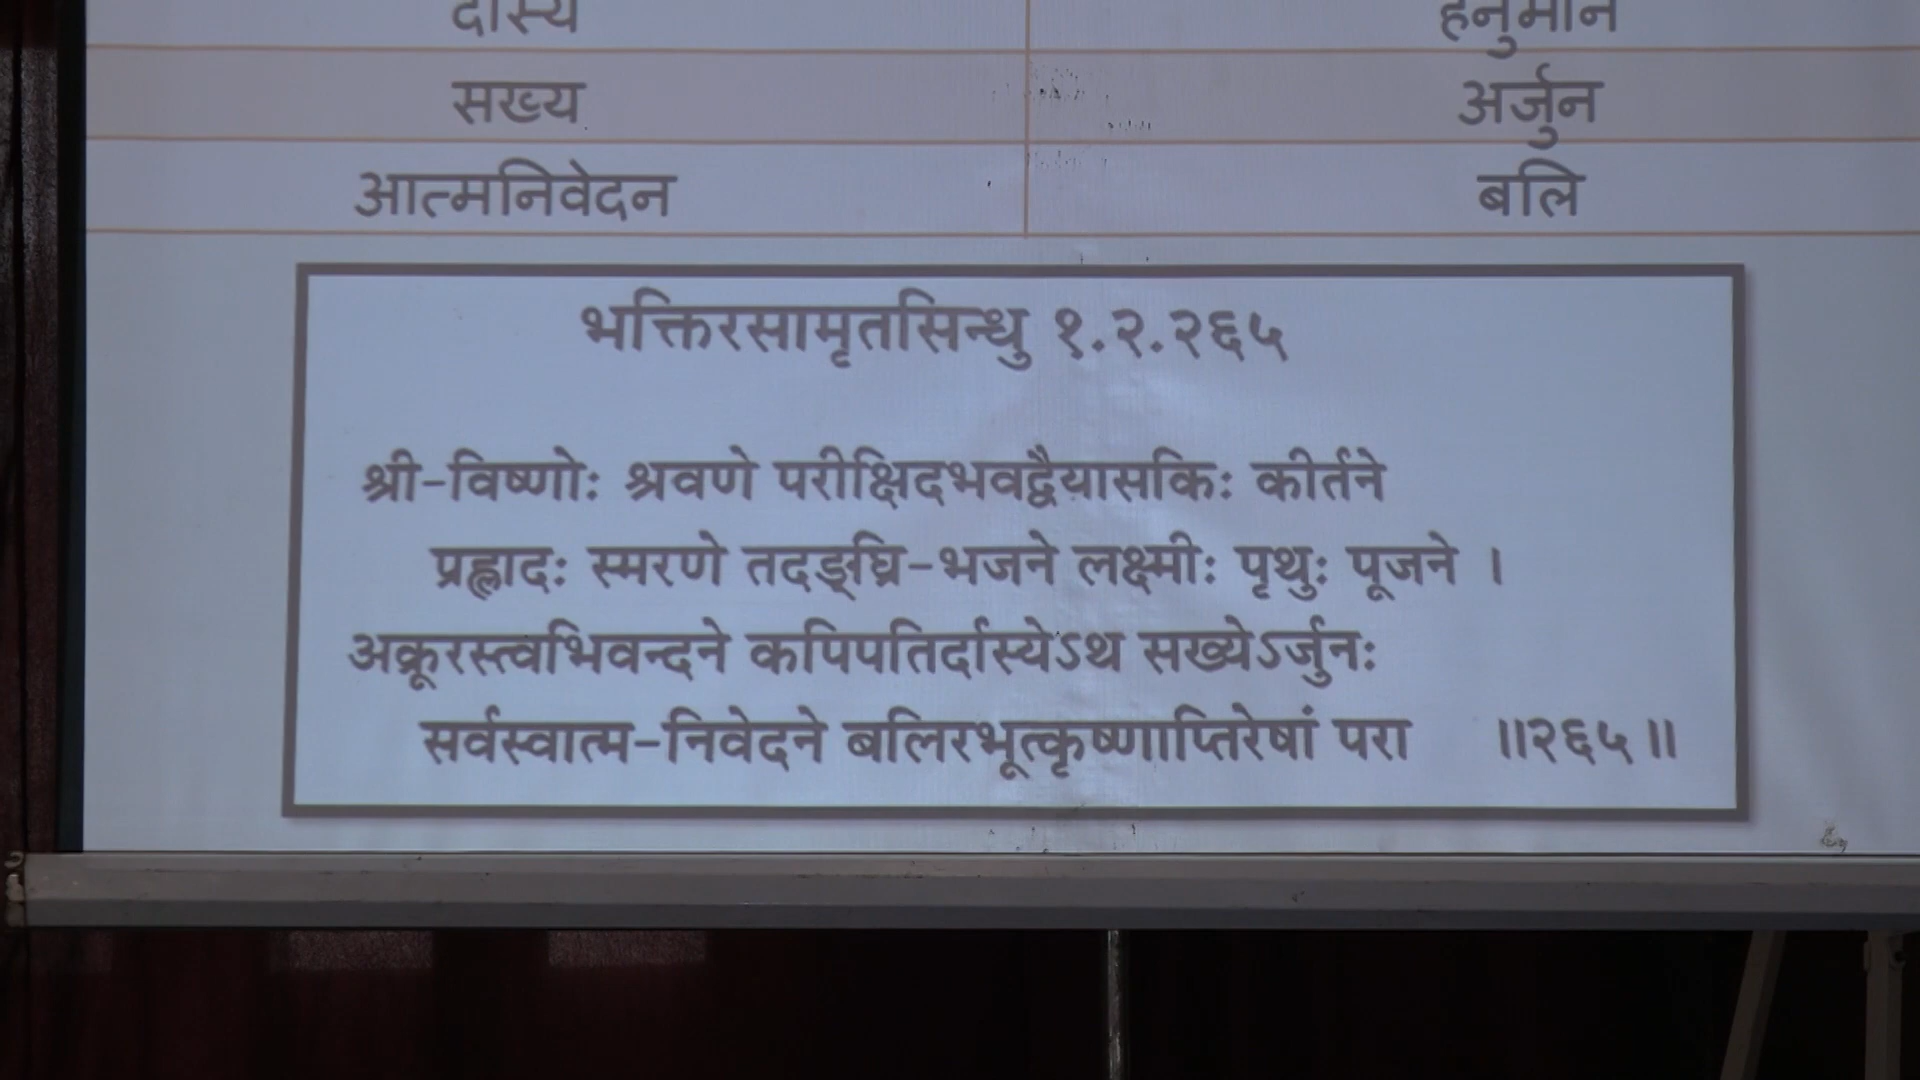 दास्य हनुमान
सख्य अर्जुन
आत्मनिवेदन बलि
भक्तिरसामृतसिन्धु १.२.२६५
श्री-विष्णोः श्रवणे परीक्षिदभवद्वैयासकिः कीर्तने
प्रह्लादः स्मरणे तदङ्घ्रि-भजने लक्ष्मीः पृथुः पूजने ।
अक्रूरस्त्वभिवन्दने कपिपतिर्दास्येऽथ सख्येऽर्जुनः
सर्वस्वात्म-निवेदने बलिरभूत्कृष्णाप्तिरेषां परा ॥२६५॥